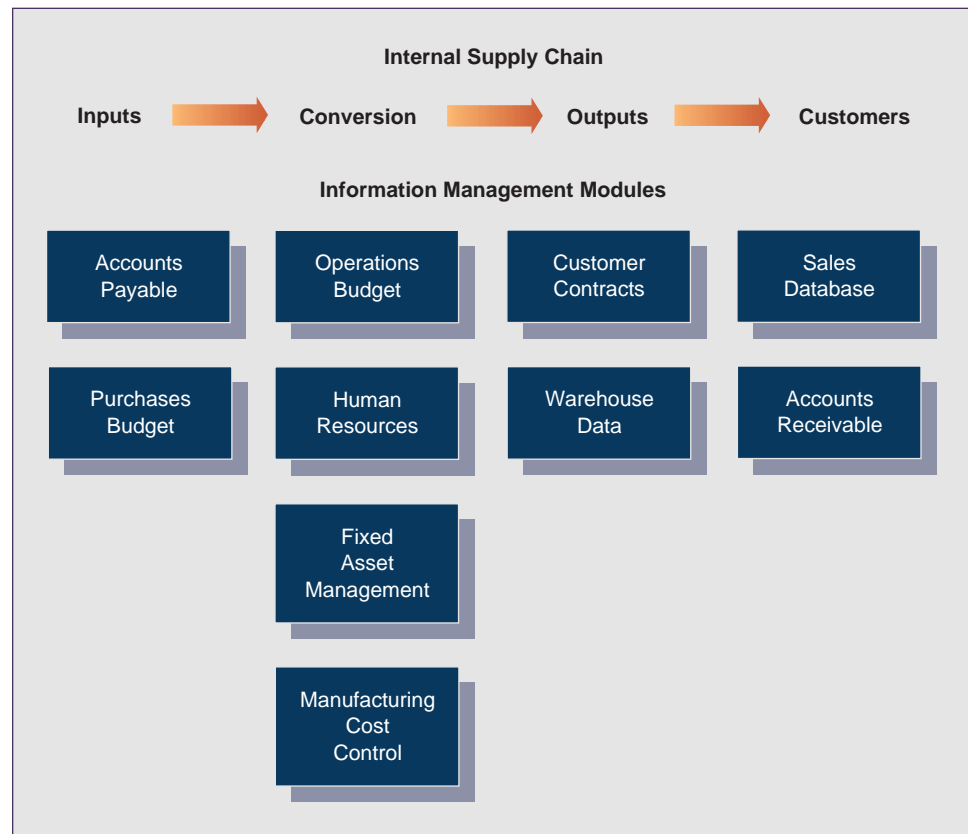 Internal Supply Chain
Inputs
Conversion
Outputs
Customers
Information Management Modules
Accounts
Payable
Operations
Budget
Customer
Contracts
Sales
Database
Purchases
Budget
Human
Resources
Warehouse
Data
Accounts
Receivable
Fixed
Asset
Management
Manufacturing
Cost
Control